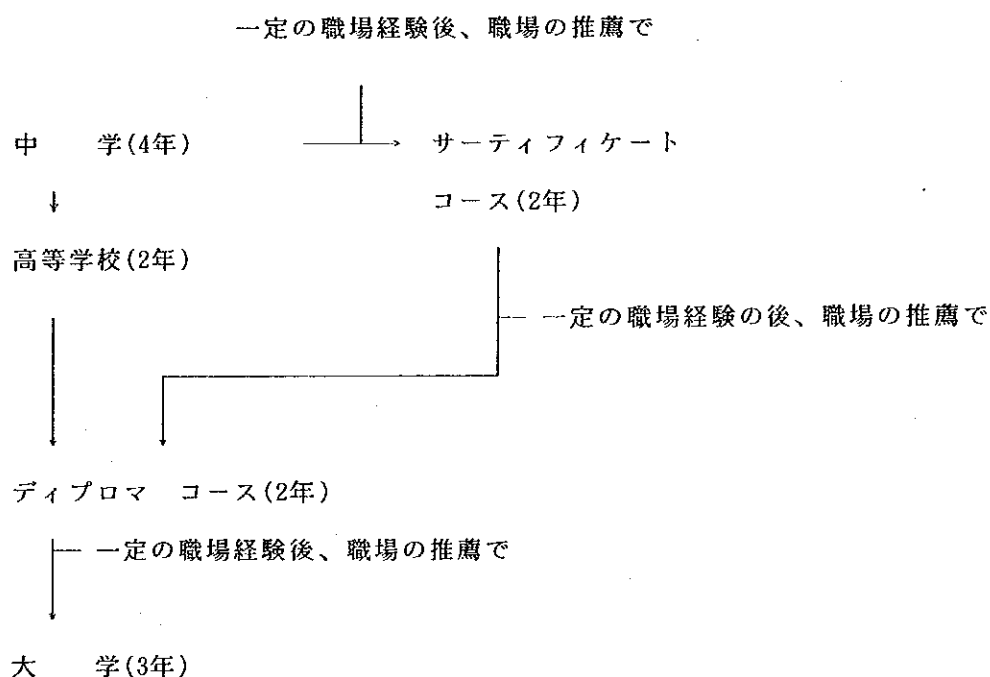 一定の職場経験後、職場の推薦で
中　学(4年)　サーティフィケート
コース(2年)
高等学校(2年)
一定の職場経験の後、職場の推薦で
ディプロマ　コース(2年)
一定の職場経験後、職場の推薦で
大　学(3年)